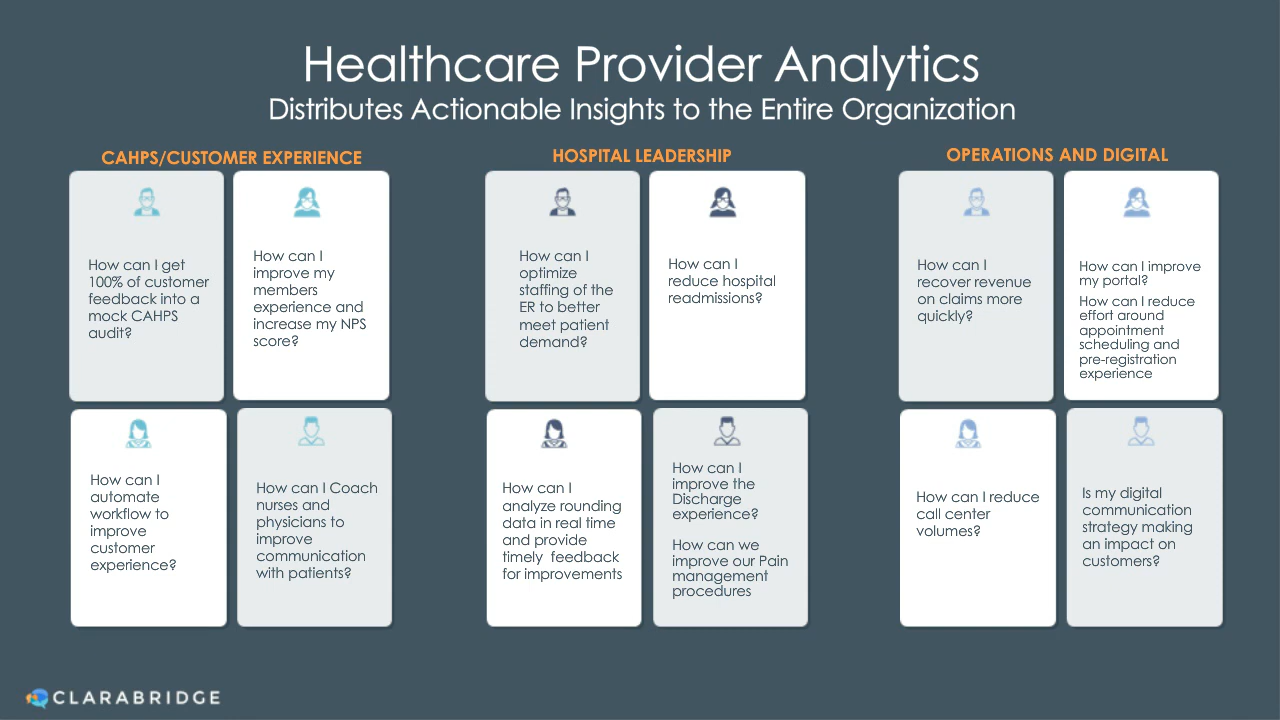 Healthcare Provider Analytics
Distributes Actionable Insights to the Entire Organization
CAHPS/CUSTOMER EXPERIENCE
How can I get
100% of customer
feedback into a
mock CAHPS
audit?
How can I
improve my
members
experience and
increase my NPS
score?
How can I
automate
workflow to
improve
customer
experience?
How can I Coach
nurses and
physicians to
improve
communication
with patients?
HOSPITAL LEADERSHIP
How can I
optimize
staffing of the
ER to better
meet patient
demand?
How can I
reduce hospital
readmissions?
How can I
analyze rounding
data in real time
and provide
timely feedback
for improvements
How can I
improve the
Discharge
experience?
How can we
improve our Pain
management
procedures
OPERATIONS AND DIGITAL
How can I
recover revenue
on claims more
quickly?
How can I improve
my portal?
How can I reduce
effort around
appointment
scheduling and
pre-registration
experience
How can I reduce
call center
volumes?
Is my digital
communication
strategy making
an impact on
customers?
CLARABRIDGE